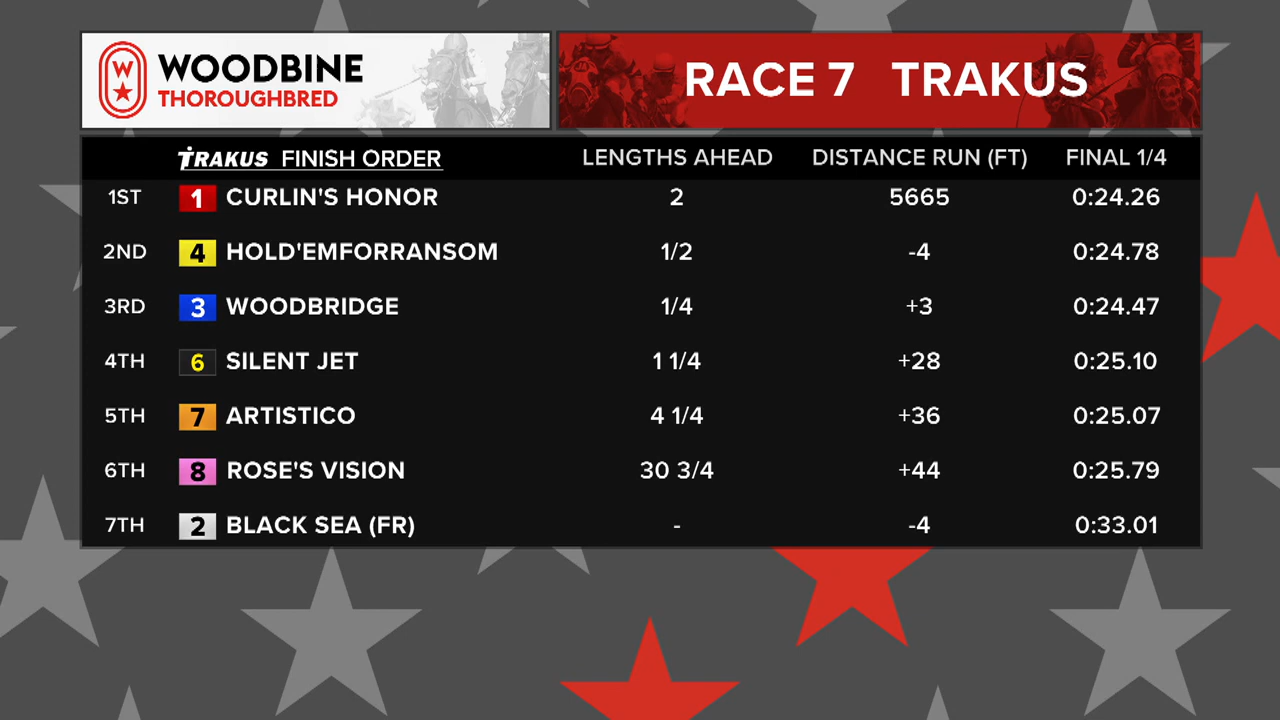 W
WOODBINE
THOROUGHBRED
RACE 7 TRAKUS
TRAKUS FINISH ORDER LENGTHS AHEAD DISTANCE RUN (FT) FINAL 1/4
1ST 1 CURLIN'S HONOR 2 5665 0:24.26
2ND 4 HOLD'EMFORRANSOM 1/2 -4 0:24.78
3RD 3 WOODBRIDGE 1/4 +3 0:24.47
4TH 6 SILENT JET 1 1/4 +28 0:25.10
5TH 7 ARTISTICO 4 1/4 +36 0:25.07
6TH 8 ROSE'S VISION 30 3/4 +44 0:25.79
7TH 2 BLACK SEA (FR) - -4 0:33.01